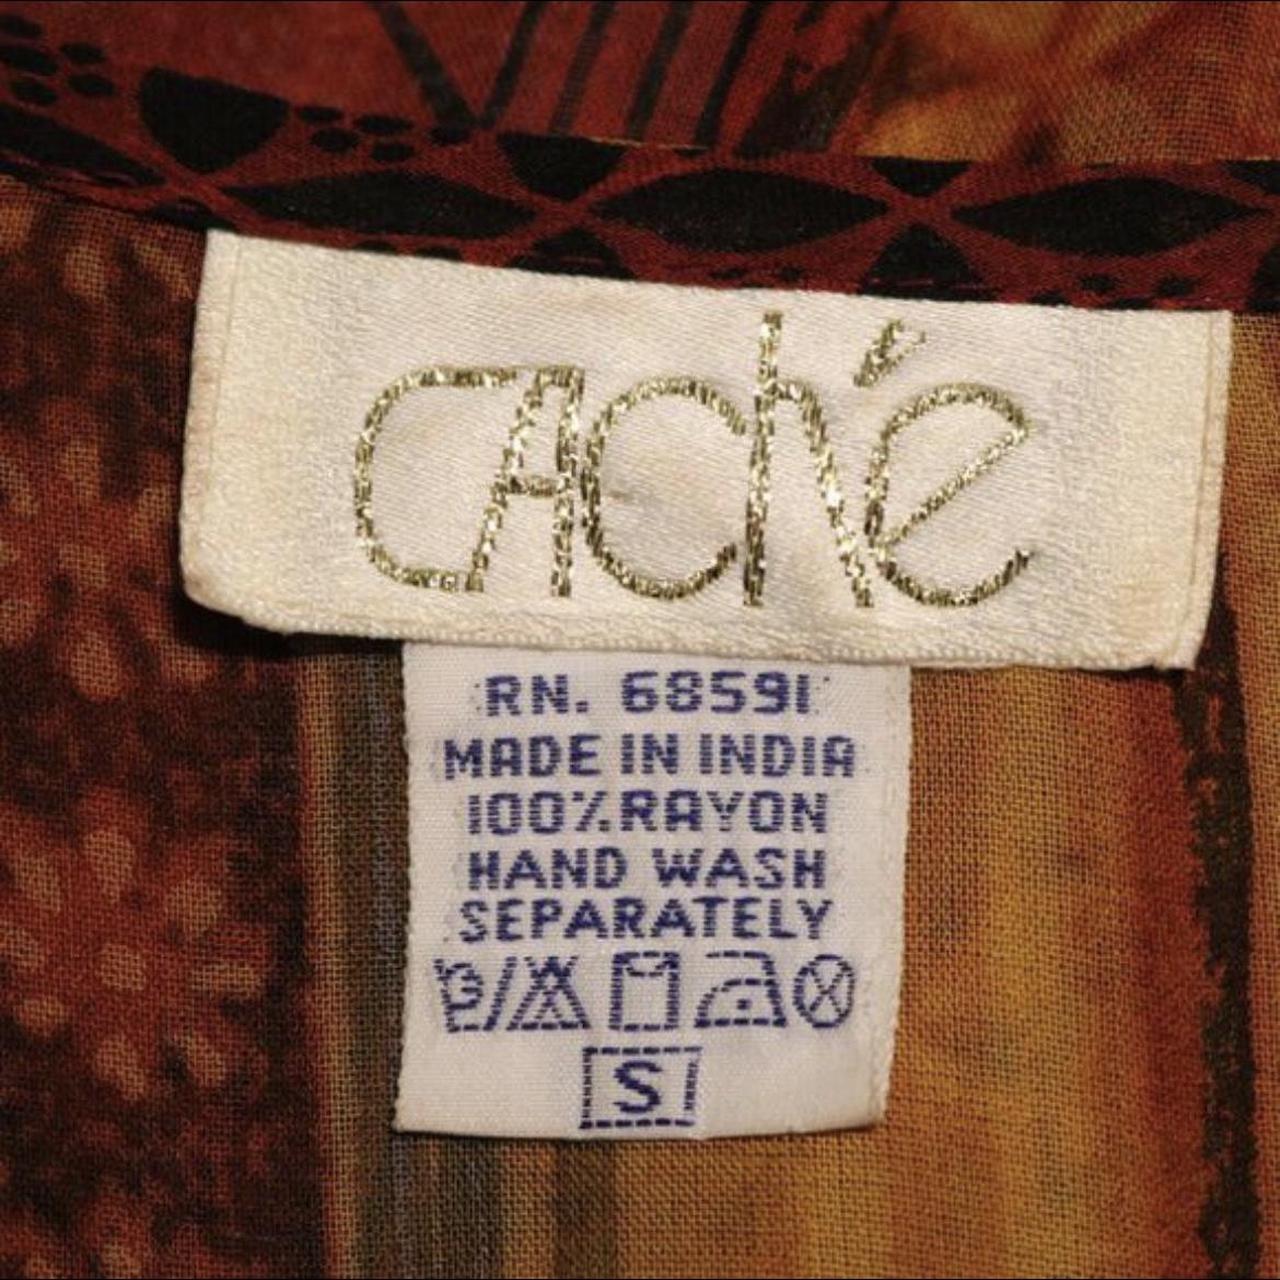 CAché
RN. 68591
MADE IN INDIA
100% RAYON
HAND WASH
SEPARATELY
S